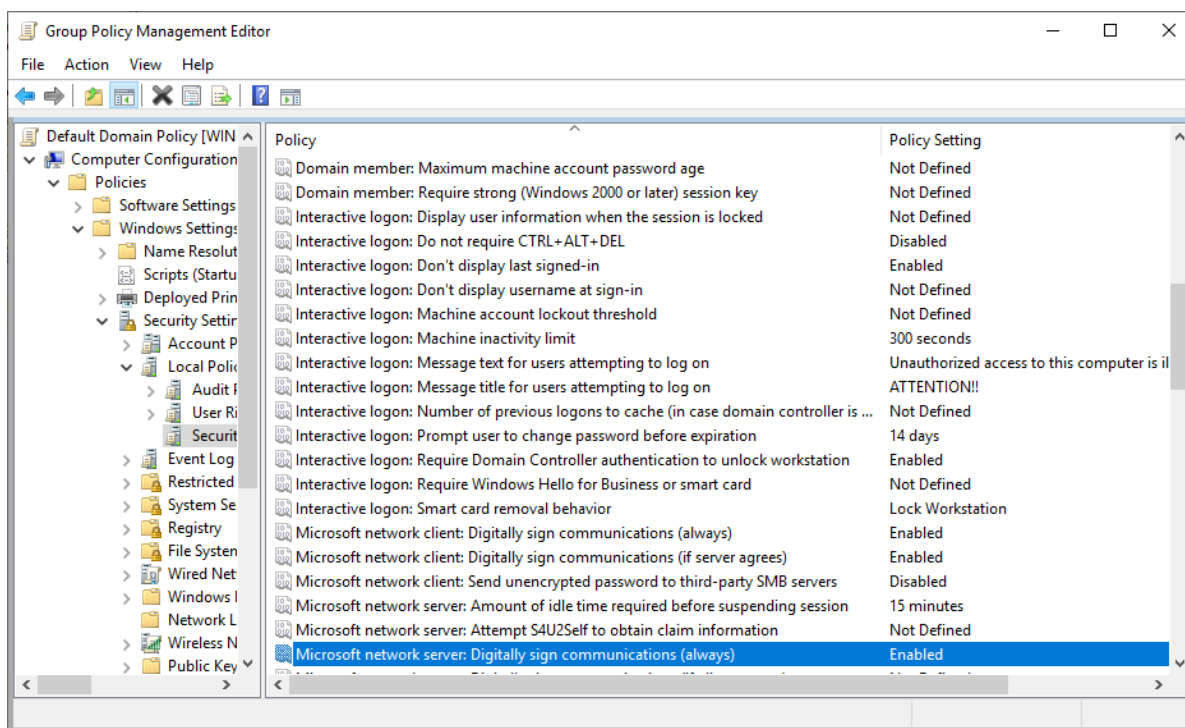 Group Policy Management Editor
File Action View Help
Default Domain Policy [WIN
Computer Configuration
Policies
Software Settings
Windows Settings
Name Resolut
Scripts (Startu
Deployed Prin
Security Settin
Account P
Local Polic
Audit P
User Ri
Securit
Event Log
Restricted
System Se
Registry
File System
Wired Net
Windows
Network L
Wireless N
Public Key
Policy Policy Setting
Domain member: Maximum machine account password age Not Defined
Domain member: Require strong (Windows 2000 or later) session key Not Defined
Interactive logon: Display user information when the session is locked Not Defined
Interactive logon: Do not require CTRL+ALT+DEL Disabled
Interactive logon: Don't display last signed-in Enabled
Interactive logon: Don't display username at sign-in Not Defined
Interactive logon: Machine account lockout threshold Not Defined
Interactive logon: Machine inactivity limit 300 seconds
Interactive logon: Message text for users attempting to log on Unauthorized access to this computer is il
Interactive logon: Message title for users attempting to log on ATTENTION!!
Interactive logon: Number of previous logons to cache (in case domain controller is ... Not Defined
Interactive logon: Prompt user to change password before expiration 14 days
Interactive logon: Require Domain Controller authentication to unlock workstation Enabled
Interactive logon: Require Windows Hello for Business or smart card Not Defined
Interactive logon: Smart card removal behavior Lock Workstation
Microsoft network client: Digitally sign communications (always) Enabled
Microsoft network client: Digitally sign communications (if server agrees) Enabled
Microsoft network client: Send unencrypted password to third-party SMB servers Disabled
Microsoft network server: Amount of idle time required before suspending session 15 minutes
Microsoft network server: Attempt S4U2Self to obtain claim information Not Defined
Microsoft network server: Digitally sign communications (always) Enabled